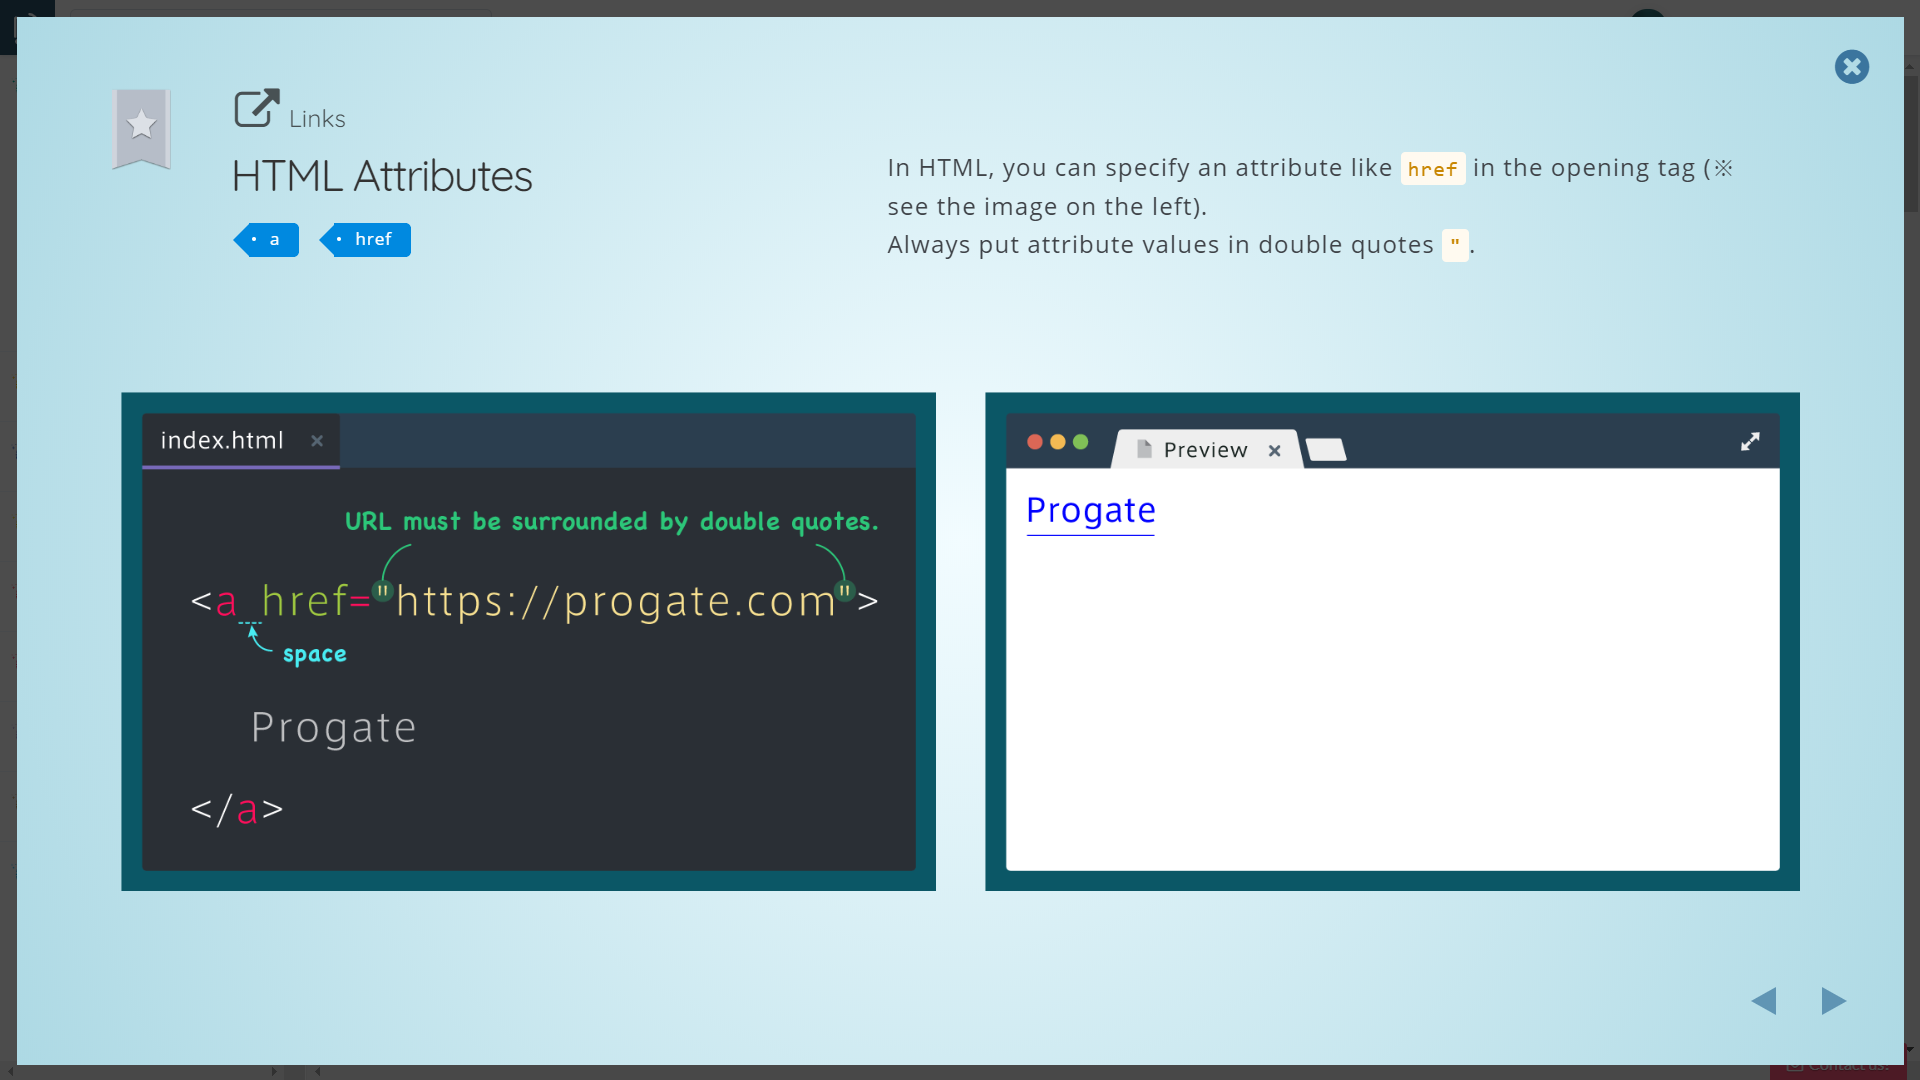 Links
HTML Attributes
a
href
In HTML, you can specify an attribute like href in the opening tag (※
see the image on the left).
Always put attribute values in double quotes ".
index.html ×
URL must be surrounded by double quotes.
<a href="https://progate.com">
space
Progate
</a>
Preview ×
Progate
Contact us!